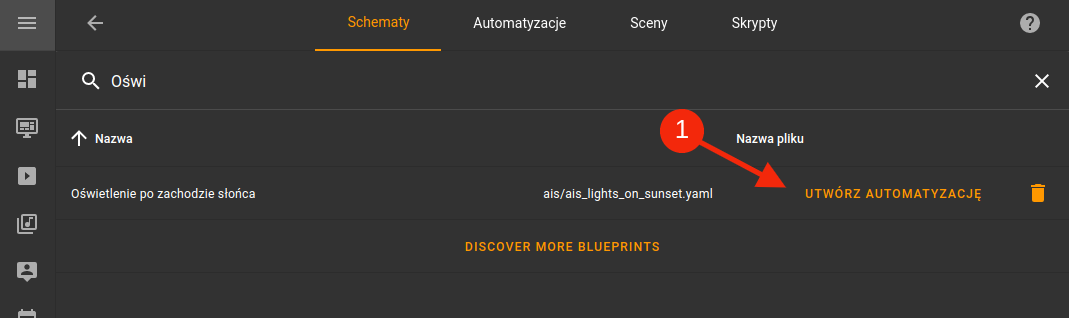 Schematy Automatyzacje Sceny Skrypty ?
Oświ
1
Nazwa Nazwa pliku
Oświetlenie po zachodzie słońca ais/ais_lights_on_sunset.yaml UTWÓRZ AUTOMATYZACJĘ
DISCOVER MORE BLUEPRINTS